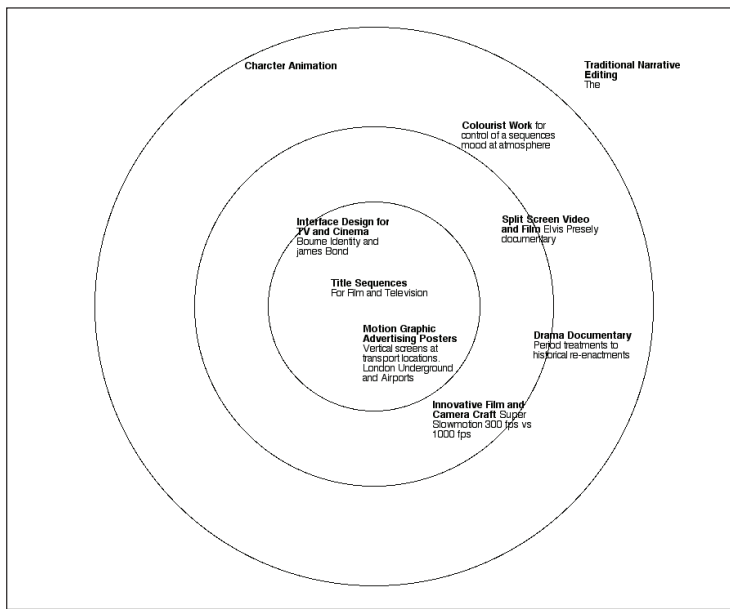 Charcter Animation
Traditional Narrative
Editing
The
Colourist Work for
control of a sequences
mood at atmosphere
Interface Design for
TV and Cinema
Bourne Identity and
james Bond
Split Screen Video
and Film Elvis Presely
documentary
Title Sequences
For Film and Television
Motion Graphic
Advertising Posters
Vertical screens at
transport locations.
London Underground
and Airports
Drama Documentary
Period treatments to
historical re-enactments
Innovative Film and
Camera Craft Super
Slowmotion 300 fps vs
1000 fps